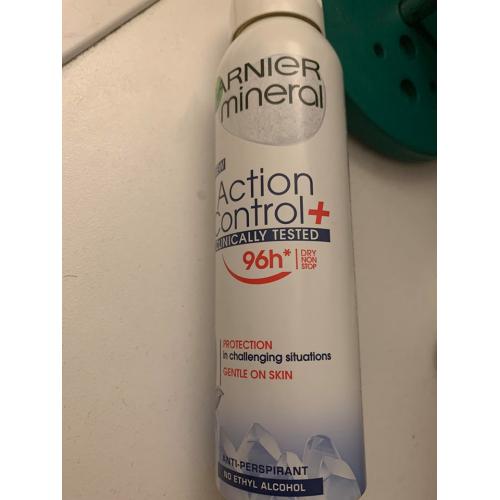 GARNIER
mineral
Action
Control+
CLINICALLY TESTED
96h* DRY
NON
STOP
PROTECTION
in challenging situations
GENTLE ON SKIN
ANTI-PERSPIRANT
NO ETHYL ALCOHOL